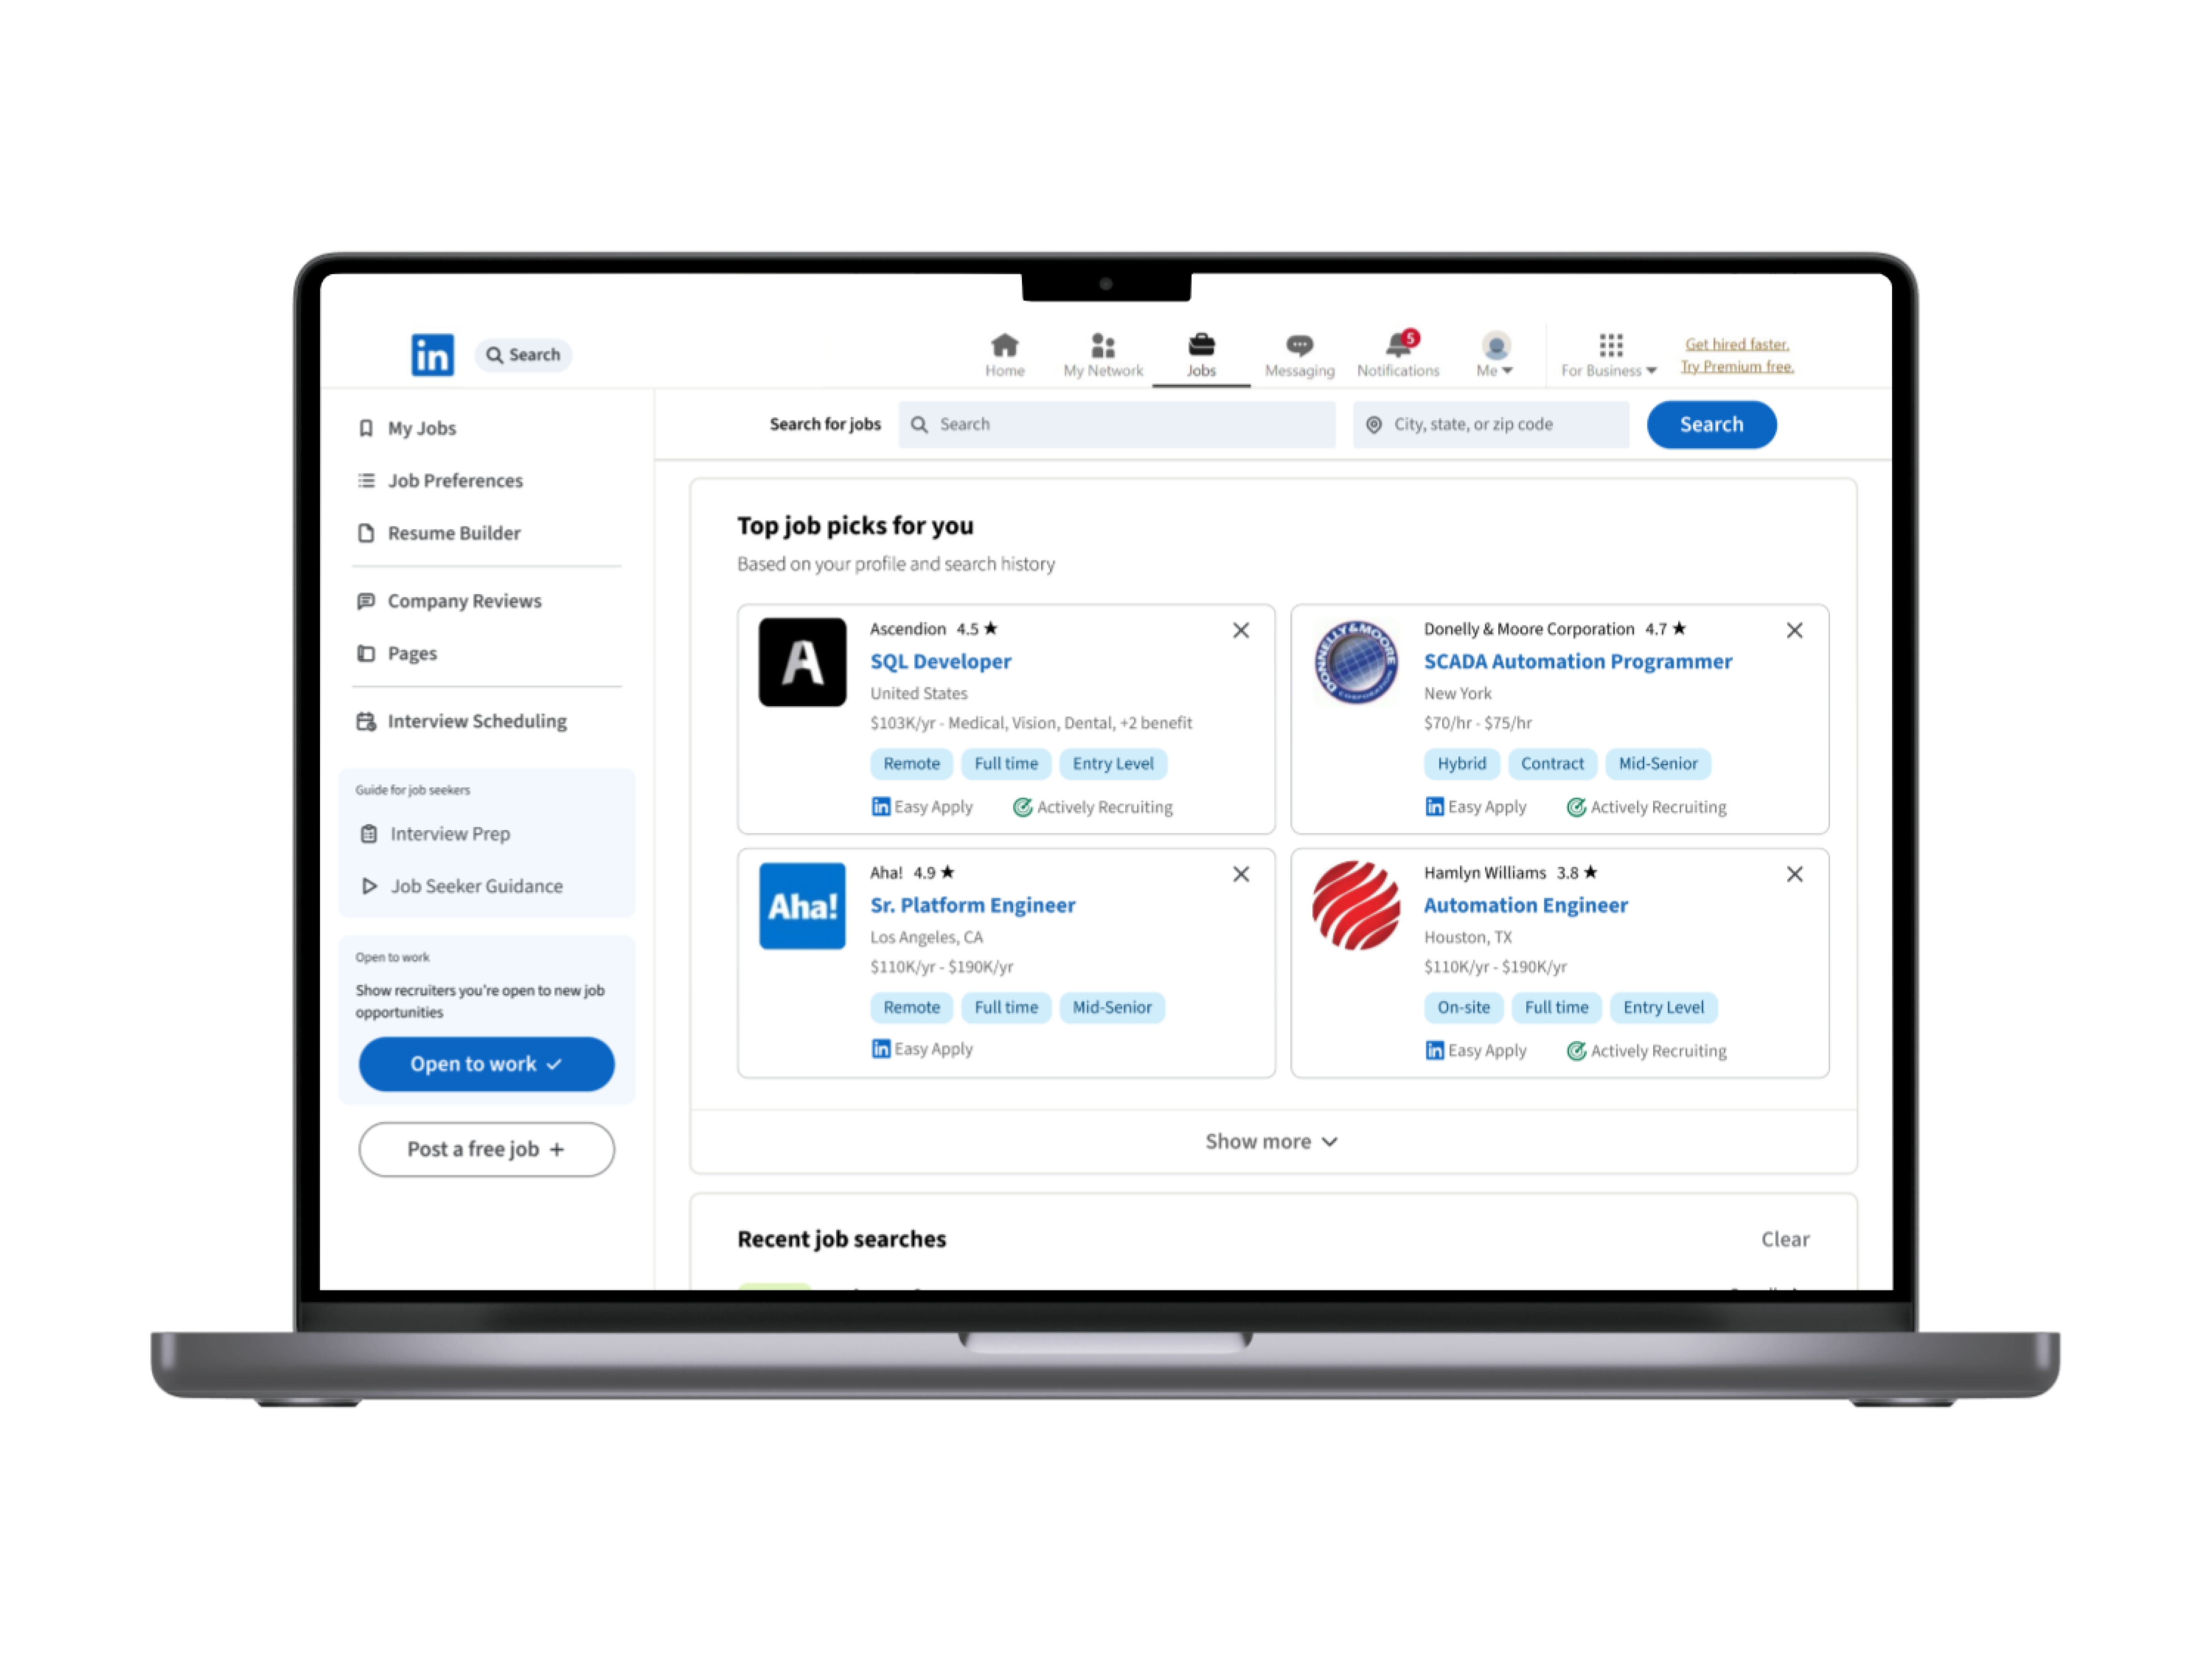 in
Search
Home
My Network
Jobs
Messaging
5
Notifications
Me
For Business
Get hired faster.
Try Premium free.
My Jobs
Job Preferences
Resume Builder
Company Reviews
Pages
Interview Scheduling
Guide for job seekers
Interview Prep
Job Seeker Guidance
Open to work
Show recruiters you're open to new job
opportunities
Open to work
Post a free job +
Search for jobs
Search
City, state, or zip code
Search
Top job picks for you
Based on your profile and search history
A
Ascendion 4.5 ★
SQL Developer
United States
$103K/yr - Medical, Vision, Dental, +2 benefit
Remote Full time Entry Level
in Easy Apply Actively Recruiting
DONNELLY & MOORE
CORPORATION
Donelly & Moore Corporation 4.7 ★
SCADA Automation Programmer
New York
$70/hr - $75/hr
Hybrid Contract Mid-Senior
in Easy Apply Actively Recruiting
Aha!
Aha! 4.9 ★
Sr. Platform Engineer
Los Angeles, CA
$110K/yr - $190K/yr
Remote Full time Mid-Senior
in Easy Apply
Hamlyn Williams 3.8 ★
Automation Engineer
Houston, TX
$110K/yr - $190K/yr
On-site Full time Entry Level
in Easy Apply Actively Recruiting
Show more
Recent job searches
Clear